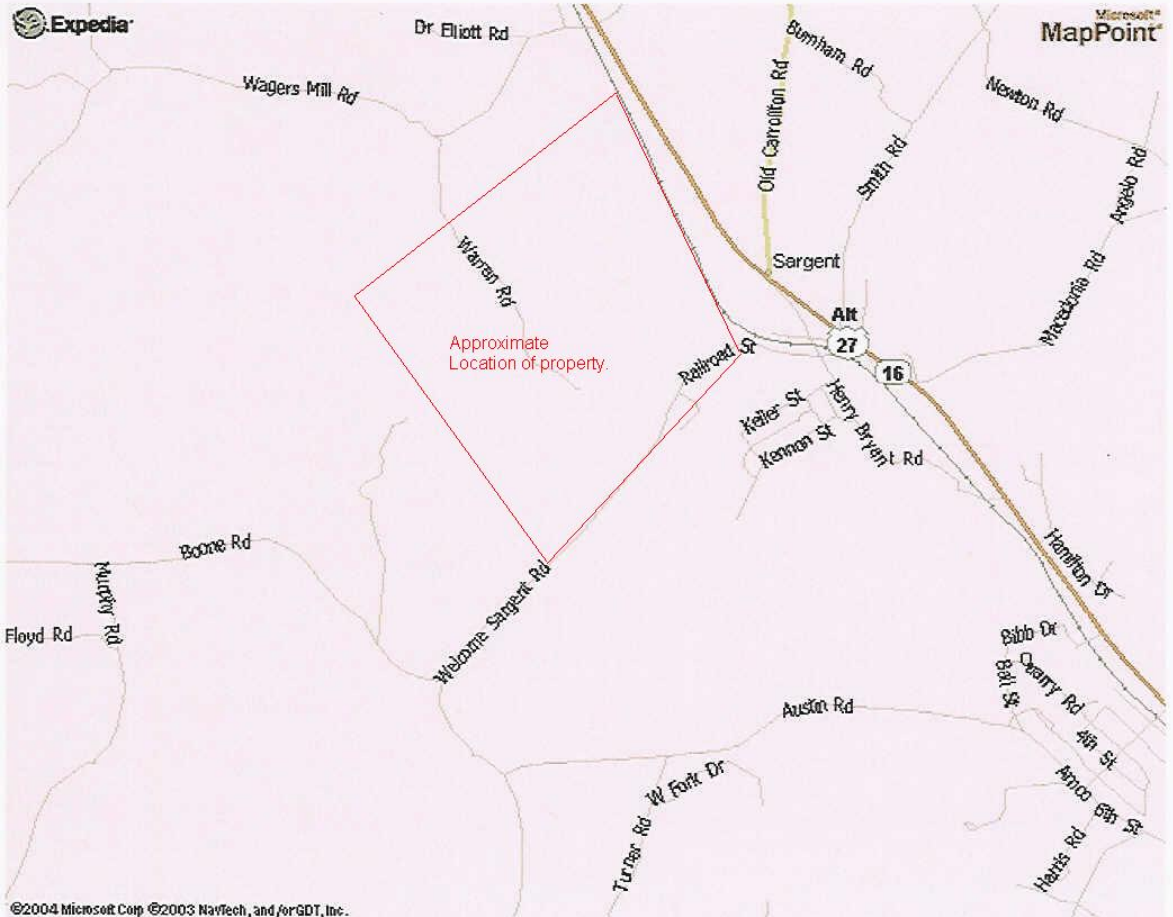 Expedia
Microsoft®
MapPoint®
Dr Elliott Rd
Burnham Rd
Wagers Mill Rd
Newton Rd
Old Carrollton Rd
Smith Rd
Angelo Rd
Warren Rd
Sargent
Macedonia Rd
Alt
27
16
Approximate
Location of property.
Railroad St
Keller St
Kennon St
Henry Bryant Rd
Boone Rd
Murphy Rd
Floyd Rd
Welcome Sargent Rd
Hamilton Dr
Bibb Dr
Ball St
Quarry Rd
Austin Rd
4th St
W Fork Dr
Arnco 6th St
Turner Rd
Harris Rd
©2004 Microsoft Corp ©2003 NavTech, and/or GDT, Inc.